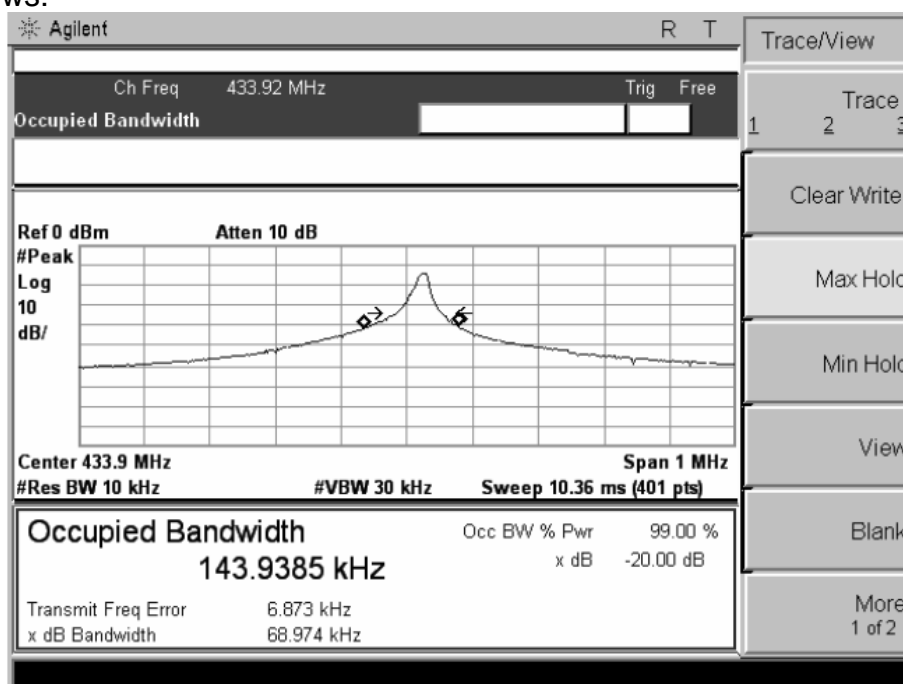 ws:
Agilent R T
Trace/View
Ch Freq 433.92 MHz Trig Free
Occupied Bandwidth
Trace
1 2 3
Clear Write
Ref 0 dBm Atten 10 dB
#Peak
Log
10
dB/
Max Hold
Min Hold
Center 433.9 MHz Span 1 MHz
#Res BW 10 kHz #VBW 30 kHz Sweep 10.36 ms (401 pts)
View
Occupied Bandwidth
143.9385 kHz
Occ BW % Pwr 99.00 %
x dB -20.00 dB
Transmit Freq Error 6.873 kHz
x dB Bandwidth 68.974 kHz
Blank
More
1 of 2